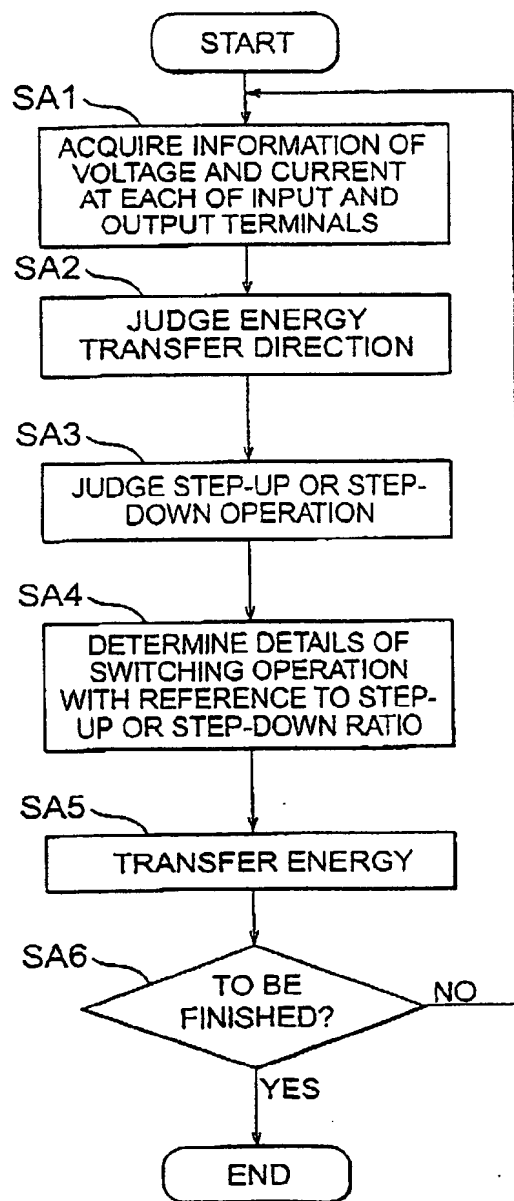 START
SA1
ACQUIRE INFORMATION OF
VOLTAGE AND CURRENT
AT EACH OF INPUT AND
OUTPUT TERMINALS
SA2
JUDGE ENERGY
TRANSFER DIRECTION
SA3
JUDGE STEP-UP OR STEP-
DOWN OPERATION
SA4
DETERMINE DETAILS OF
SWITCHING OPERATION
WITH REFERENCE TO STEP-
UP OR STEP-DOWN RATIO
SA5
TRANSFER ENERGY
SA6
TO BE
FINISHED?
NO
YES
END